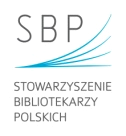 SBP
STOWARZYSZENIE
BIBLIOTEKARZY
POLSKICH